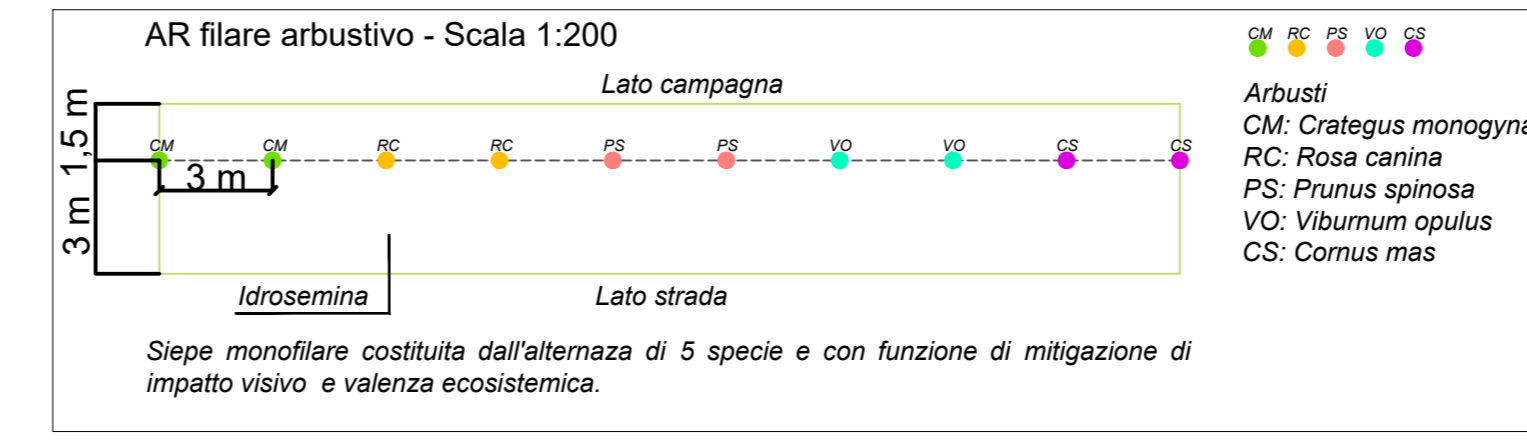 AR filare arbustivo - Scala 1:200
CM RC PS VO CS
Lato campagna
Arbusti
CM: Crategus monogyna
RC: Rosa canina
PS: Prunus spinosa
VO: Viburnum opulus
CS: Cornus mas
1,5 m
CM CM RC RC PS PS VO VO CS CS
3 m
3 m
Idrosemina
Lato strada
Siepe monofilare costituita dall'alternaza di 5 specie e con funzione di mitigazione di
impatto visivo e valenza ecosistemica.